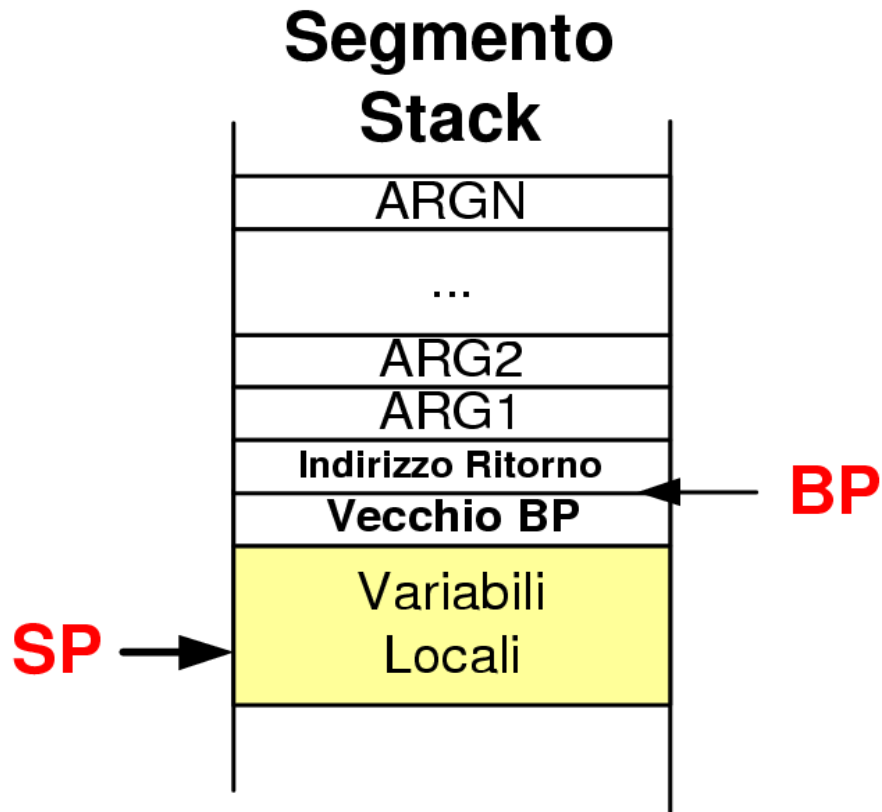 Segmento
Stack
ARGN
...
ARG2
ARG1
Indirizzo Ritorno
BP
Vecchio BP
Variabili
SP
Locali